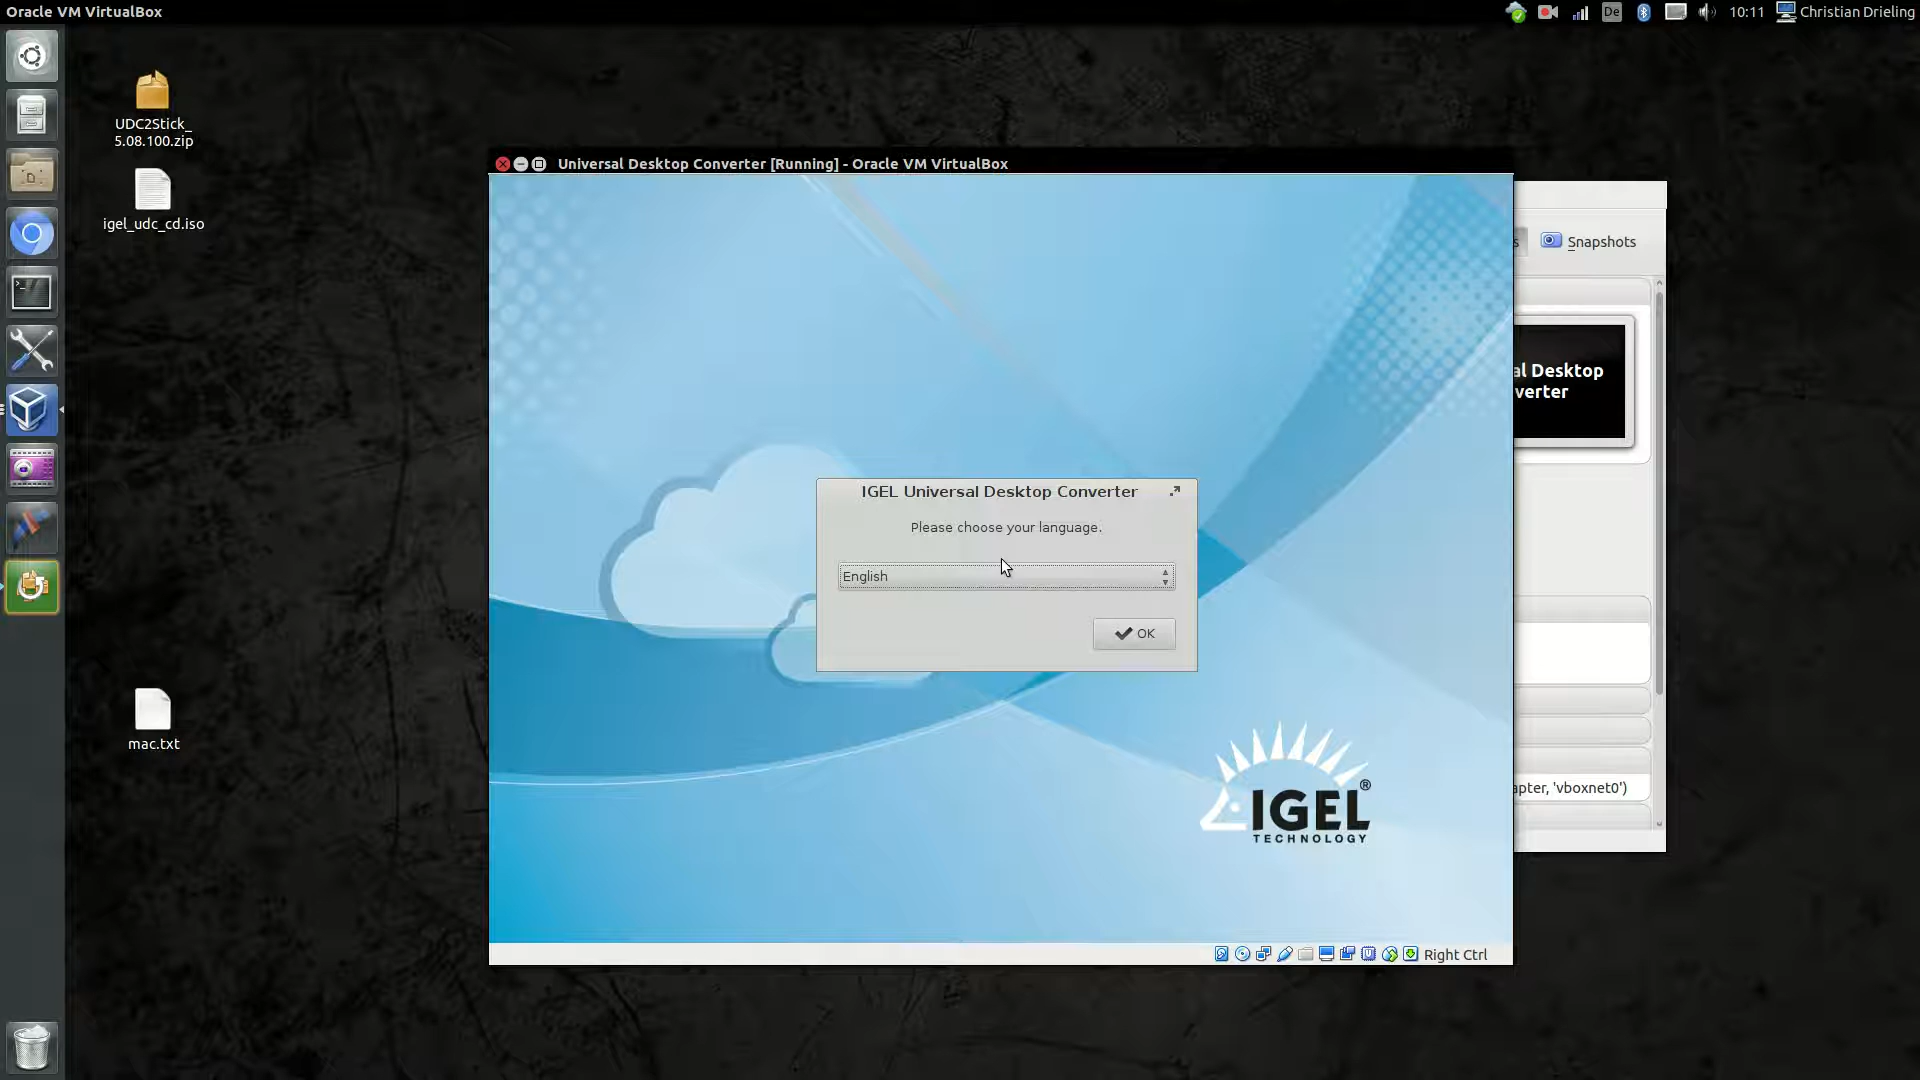 Oracle VM VirtualBox
De
10:11
Christian Drieling
UDC2Stick_
5.08.100.zip
igel_udc_cd.iso
mac.txt
Universal Desktop Converter [Running] - Oracle VM VirtualBox
s
Snapshots
al Desktop
verter
IGEL Universal Desktop Converter
Please choose your language.
English
OK
IGEL®
TECHNOLOGY
apter, 'vboxnet0')
Right Ctrl